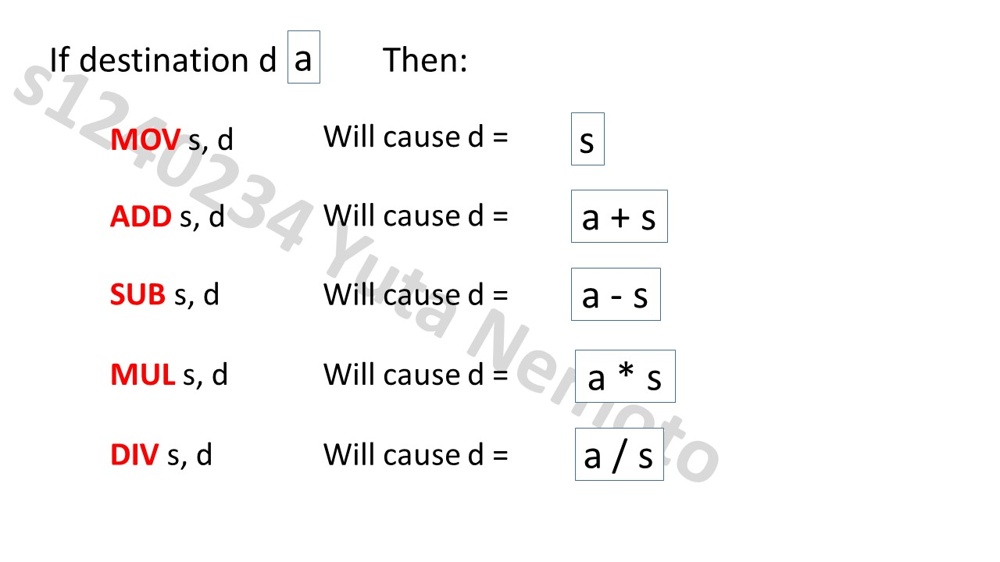 If destination d a Then:
MOV s, d Will cause d = s
ADD s, d Will cause d = a + s
SUB s, d Will cause d = a - s
MUL s, d Will cause d = a * s
DIV s, d Will cause d = a / s
s1240234 Yuta Nemoto